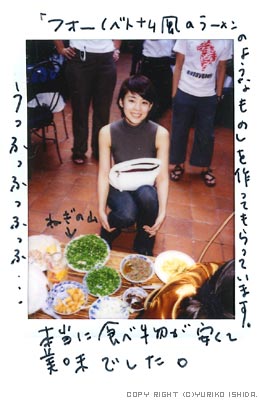 「フォー(ベトナム風のラーメン
のようなもの)」を作ってもらっています。
うっふっふっふっふっ…
ねぎの山
本当に食べ物が安くて
美味でした。
COPY RIGHT (C)YURIKO ISHIDA.